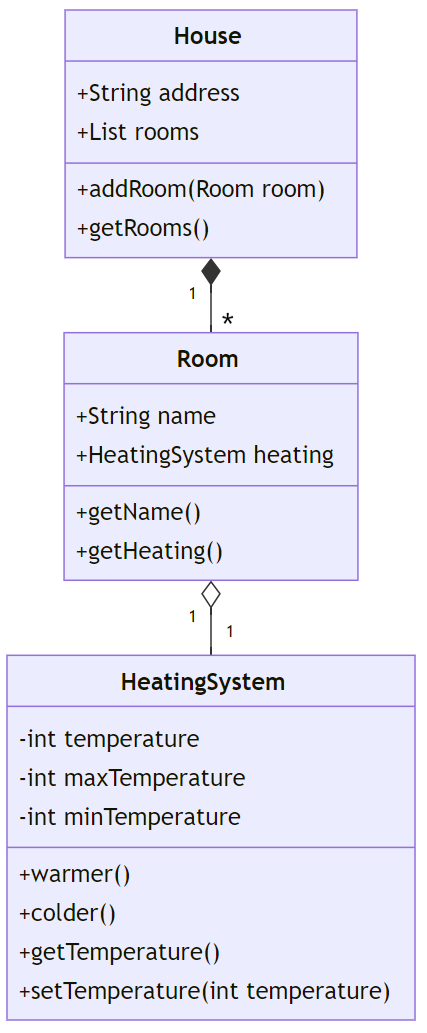 House
+String address
+List rooms
+addRoom(Room room)
+getRooms()
1
*
Room
+String name
+HeatingSystem heating
+getName()
+getHeating()
1
1
HeatingSystem
-int temperature
-int maxTemperature
-int minTemperature
+warmer()
+colder()
+getTemperature()
+setTemperature(int temperature)